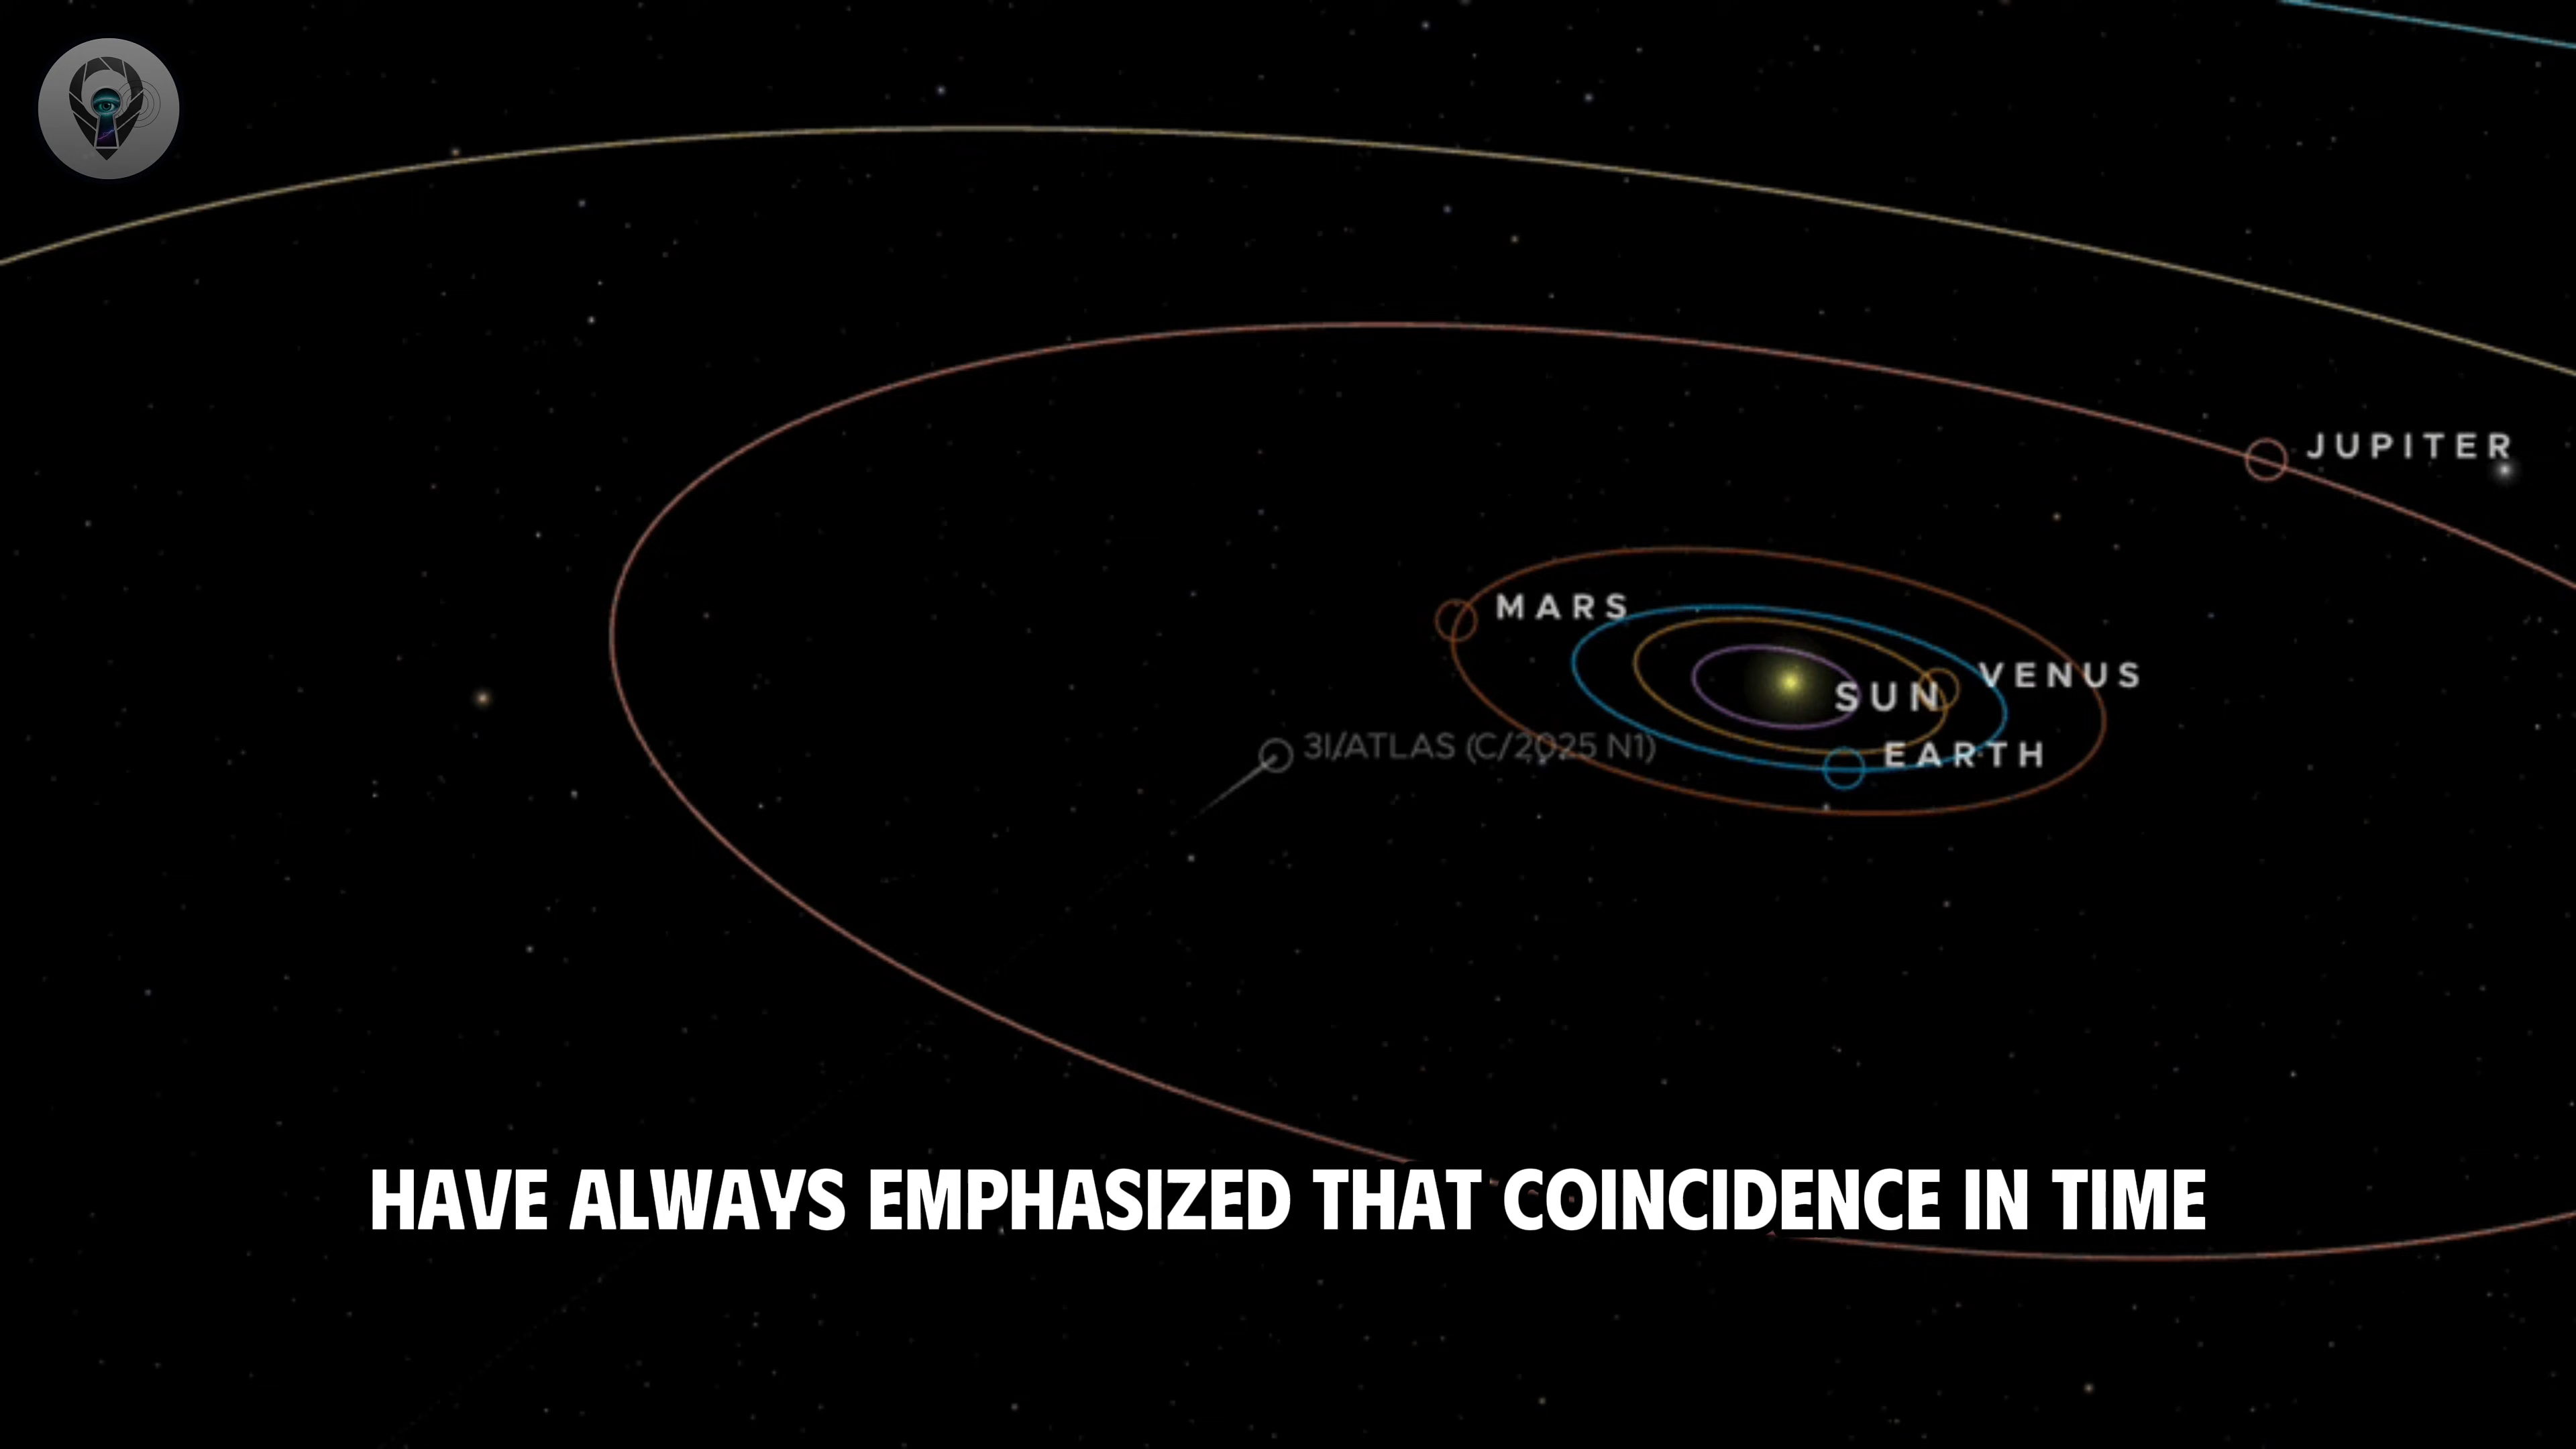 JUPITER
MARS
VENUS
SUN
3I/ATLAS (C/2025 N1)
EARTH
HAVE ALWAYS EMPHASIZED THAT COINCIDENCE IN TIME